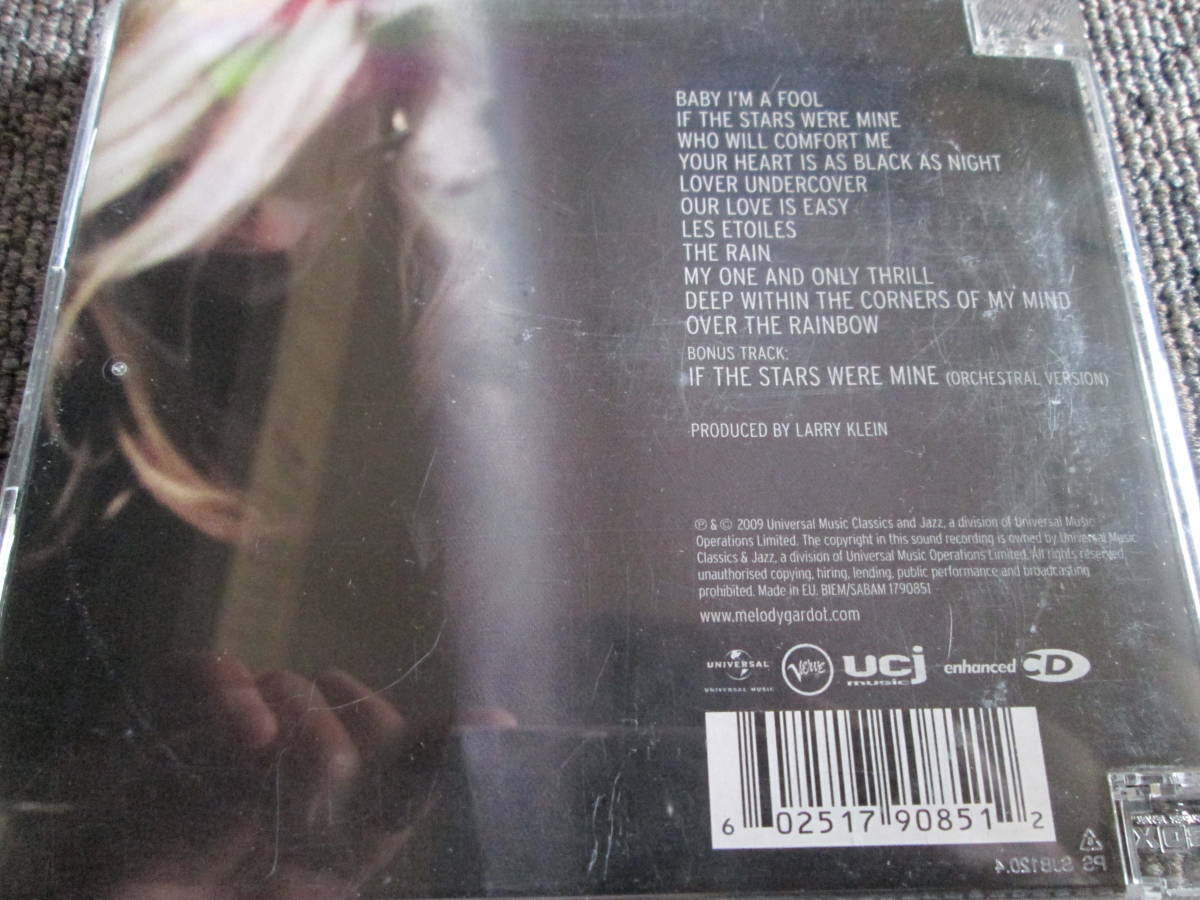 BABY I'M A FOOL
IF THE STARS WERE MINE
WHO WILL COMFORT ME
YOUR HEART IS AS BLACK AS NIGHT
LOVER UNDERCOVER
OUR LOVE IS EASY
LES ETOILES
THE RAIN
MY ONE AND ONLY THRILL
DEEP WITHIN THE CORNERS OF MY MIND
OVER THE RAINBOW
BONUS TRACK:
IF THE STARS WERE MINE (ORCHESTRAL VERSION)
PRODUCED BY LARRY KLEIN
℗ & © 2009 Universal Music Classics and Jazz, a division of Universal Music
Operations Limited. The copyright in this sound recording is owned by Universal Music
Classics & Jazz, a division of Universal Music Operations Limited. All rights reserved,
unauthorised copying, hiring, lending, public performance and broadcasting
prohibited. Made in EU. BIEM/SABAM 1790851
www.melodygardot.com
UNIVERSAL
UNIVERSAL MUSIC
Verve
ucj
music
enhanced CD
6 02517 90851 2
PS SJB120.4